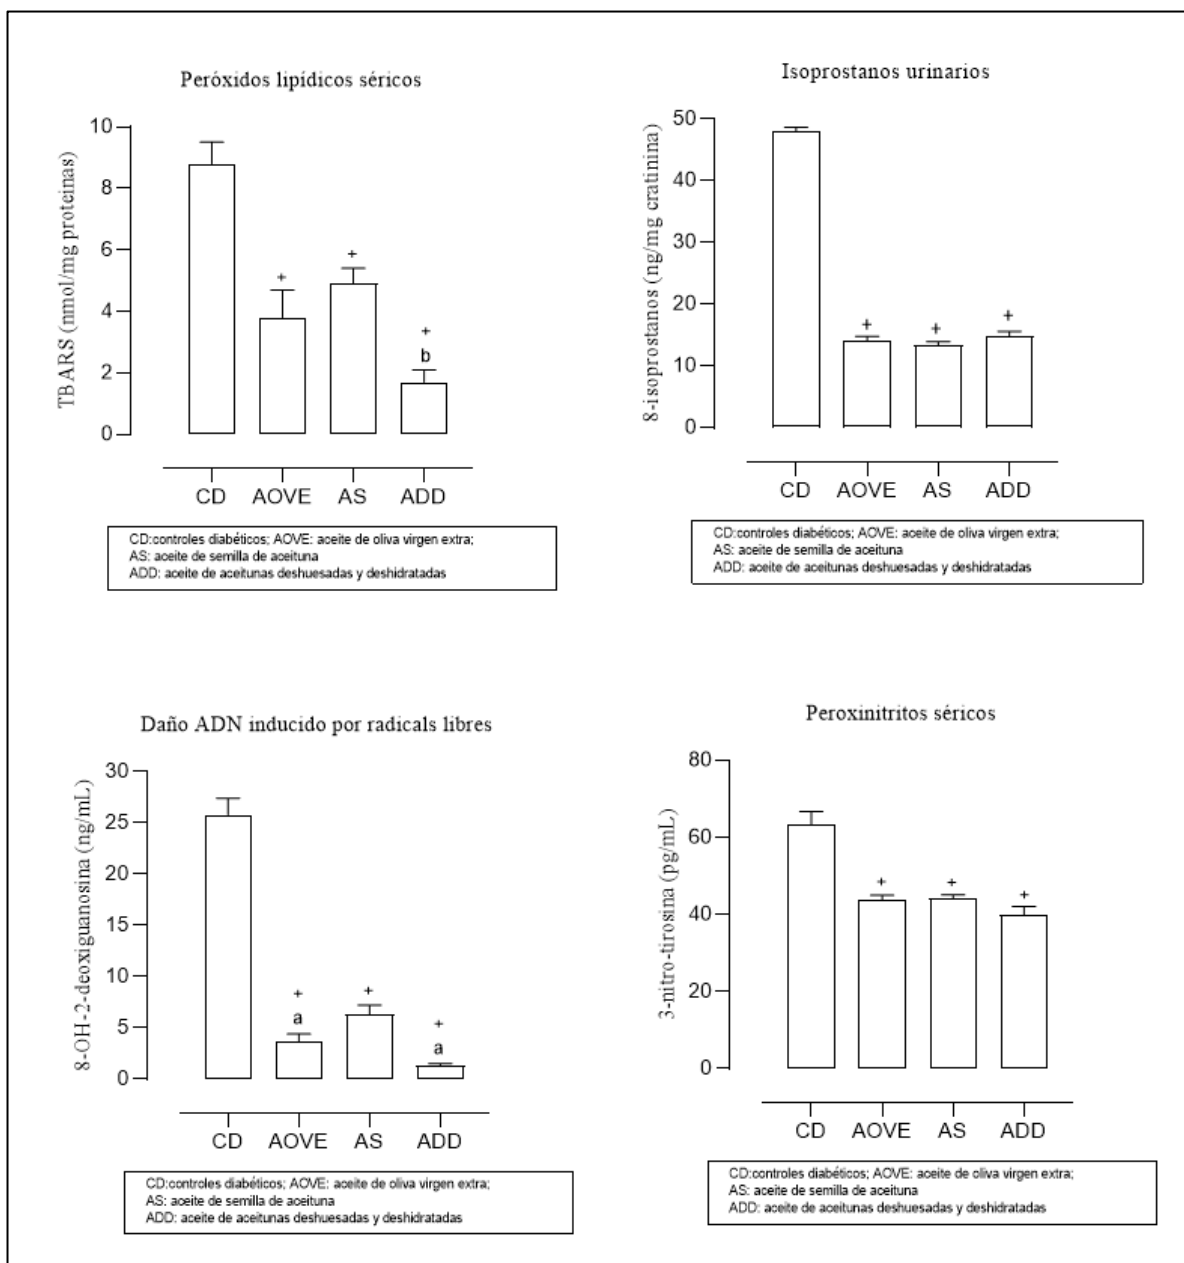 Peróxidos lipídicos séricos
TBARS (nmol/mg proteinas)
10
8
6
4
2
0
+
+
+
b
CD AOVE AS ADD
CD:controles diabéticos; AOVE: aceite de oliva virgen extra;
AS: aceite de semilla de aceituna
ADD: aceite de aceitunas deshuesadas y deshidratadas
Isoprostanos urinarios
8-isoprostanos (ng/mg cratinina)
50
40
30
20
10
0
+
+
+
CD AOVE AS ADD
CD:controles diabéticos; AOVE: aceite de oliva virgen extra;
AS: aceite de semilla de aceituna
ADD: aceite de aceitunas deshuesadas y deshidratadas
Daño ADN inducido por radicals libres
8-OH-2-deoxiguanosina (ng/mL)
30
25
20
15
10
5
0
+
a
+
+
a
CD AOVE AS ADD
CD:controles diabéticos; AOVE: aceite de oliva virgen extra;
AS: aceite de semilla de aceituna
ADD: aceite de aceitunas deshuesadas y deshidratadas
Peroxinitritos séricos
3-nitro-tirosina (pg/mL)
80
60
40
20
0
+
+
+
CD AOVE AS ADD
CD:controles diabéticos; AOVE: aceite de oliva virgen extra;
AS: aceite de semilla de aceituna
ADD: aceite de aceitunas deshuesadas y deshidratadas